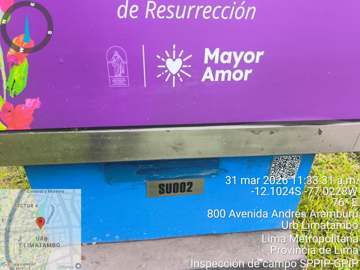 de Resurrección
Mayor
Amor
SU002
31 mar 2026 11:33:31 a.m.
-12.1024S -77.0228W
76° E
800 Avenida Andrés Aramburú
Urb Limatambo
Lima Metropolitana
Provincia de Lima
Inspección de campo SPPIP-GPIP
URB
LIMATAMBO